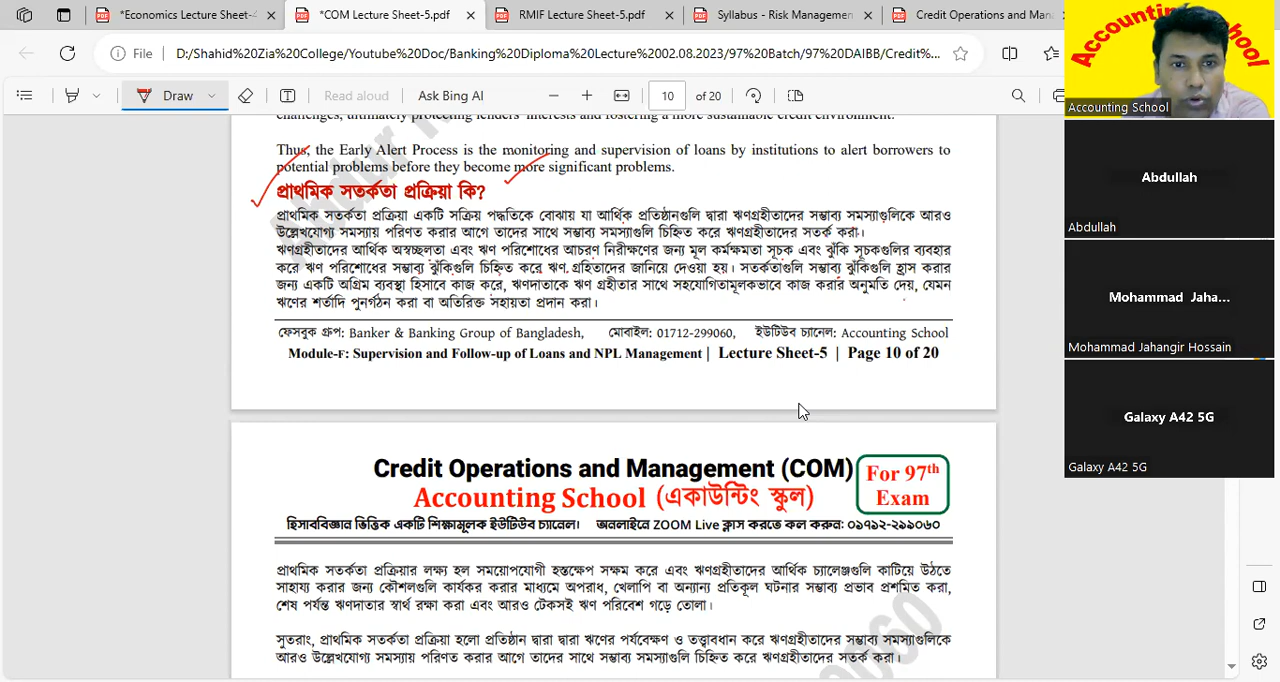 *Economics Lecture Sheet-4
*COM Lecture Sheet-5.pdf
RMIF Lecture Sheet-5.pdf
Syllabus - Risk Managemen
Credit Operations and Mana
File
D:/Shahid%20Zia%20College/Youtube%20Doc/Banking%20Diploma%20Lecture%2002.08.2023/97%20Batch/97%20DAIBB/Credit%...
Draw
Read aloud
Ask Bing AI
10
of 20
challenges, ultimately protecting lenders' interests and fostering a more sustainable credit environment.
Thus, the Early Alert Process is the monitoring and supervision of loans by institutions to alert borrowers to
potential problems before they become more significant problems.
প্রাথমিক সতর্কতা প্রক্রিয়া কি?
প্রাথমিক সতর্কতা প্রক্রিয়া একটি সক্রিয় পদ্ধতিকে বোঝায় যা আর্থিক প্রতিষ্ঠানগুলি দ্বারা ঋণগ্রহীতাদের সম্ভাব্য সমস্যাগুলিকে আরও
উল্লেখযোগ্য সমস্যায় পরিণত করার আগে তাদের সাথে সম্ভাব্য সমস্যাগুলি চিহ্নিত করে ঋণগ্রহীতাদের সতর্ক করা।
ঋণগ্রহীতাদের আর্থিক অস্বচ্ছলতা এবং ঋণ পরিশোধের আচরণ নিরীক্ষণের জন্য মূল কর্মক্ষমতা সূচক এবং ঝুঁকি সূচকগুলির ব্যবহার
করে ঋণ পরিশোধের সম্ভাব্য ঝুঁকিগুলি চিহ্নিত করে ঋণ গ্রহিতাদের জানিয়ে দেওয়া হয়। সতর্কতাগুলি সম্ভাব্য ঝুঁকিগুলি হ্রাস করার
জন্য একটি অগ্রিম ব্যবস্থা হিসাবে কাজ করে, ঋণদাতাকে ঋণ গ্রহীতার সাথে সহযোগিতামূলকভাবে কাজ করার অনুমতি দেয়, যেমন
ঋণের শর্তাদি পুনর্গঠন করা বা অতিরিক্ত সহায়তা প্রদান করা।
ফেসবুক গ্রুপ: Banker & Banking Group of Bangladesh, মোবাইল: 01712-299060, ইউটিউব চ্যানেল: Accounting School
Module-F: Supervision and Follow-up of Loans and NPL Management | Lecture Sheet-5 | Page 10 of 20
Credit Operations and Management (COM)
For 97th
Exam
Accounting School (একাউন্টিং স্কুল)
হিসাববিজ্ঞান ভিত্তিক একটি শিক্ষামূলক ইউটিউব চ্যানেল। অনলাইনে ZOOM Live ক্লাস করতে কল করুন: ০১৭১২-২৯৯০৬০
প্রাথমিক সতর্কতা প্রক্রিয়ার লক্ষ্য হল সময়োপযোগী হস্তক্ষেপ সক্ষম করে এবং ঋণগ্রহীতাদের আর্থিক চ্যালেঞ্জগুলি কাটিয়ে উঠতে
সাহায্য করার জন্য কৌশলগুলি কার্যকর করার মাধ্যমে অপরাধ, খেলাপি বা অন্যান্য প্রতিকূল ঘটনার সম্ভাব্য প্রভাব প্রশমিত করা,
শেষ পর্যন্ত ঋণদাতার স্বার্থ রক্ষা করা এবং আরও টেকসই ঋণ পরিবেশ গড়ে তোলা।
সুতরাং, প্রাথমিক সতর্কতা প্রক্রিয়া হলো প্রতিষ্ঠান দ্বারা দ্বারা ঋণের পর্যবেক্ষণ ও তত্ত্বাবধান করে ঋণগ্রহীতাদের সম্ভাব্য সমস্যাগুলিকে
আরও উল্লেখযোগ্য সমস্যায় পরিণত করার আগে তাদের সাথে সম্ভাব্য সমস্যাগুলি চিহ্নিত করে ঋণগ্রহীতাদের সতর্ক করা।
Accounting School
Accounting School
Abdullah
Abdullah
Mohammad Jaha...
Mohammad Jahangir Hossain
Galaxy A42 5G
Galaxy A42 5G